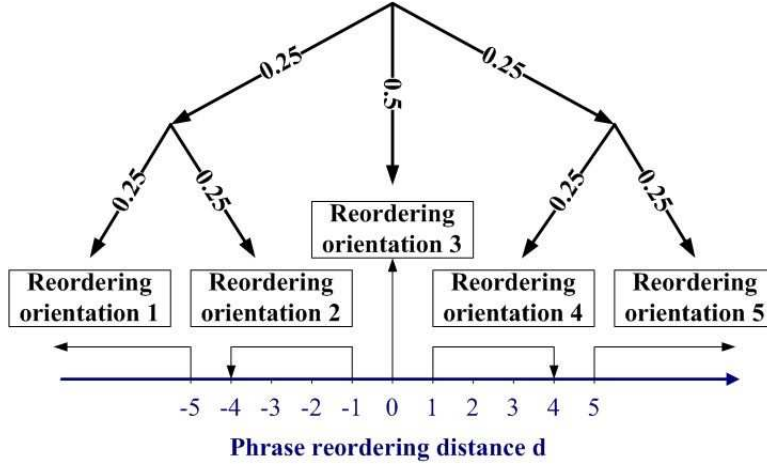 0.25
0.5
0.25
0.25
0.25
0.25
0.25
Reordering
orientation 3
Reordering
orientation 1
Reordering
orientation 2
Reordering
orientation 4
Reordering
orientation 5
-5 -4 -3 -2 -1 0 1 2 3 4 5
Phrase reordering distance d